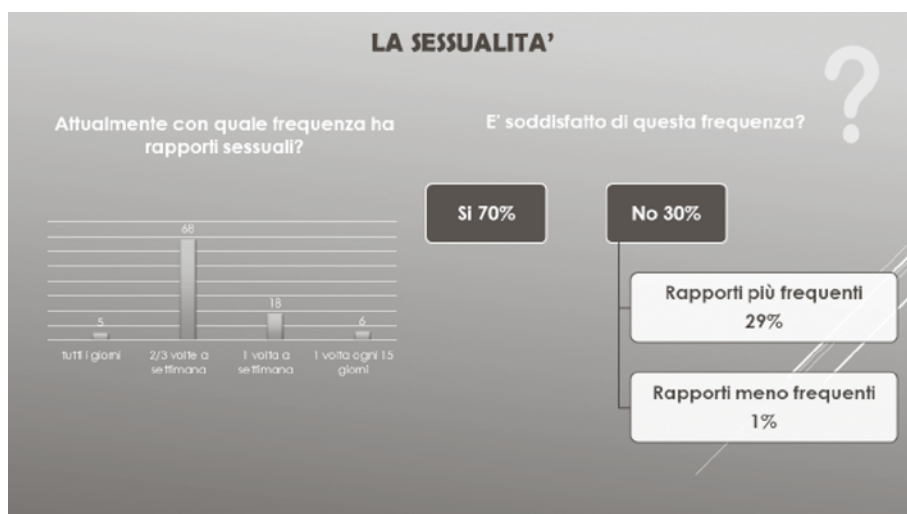 LA SESSUALITA’
Attualmente con quale frequenza ha
rapporti sessuali?
68
18
5
6
tutti i giorni
2/3 volte a
settimana
1 volta a
settimana
1 volta ogni 15
giorni
E' soddisfatto di questa frequenza?
?
Si 70%
No 30%
Rapporti più frequenti
29%
Rapporti meno frequenti
1%